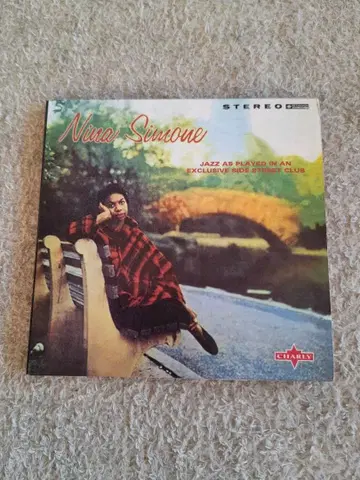 STEREO
Nina Simone
JAZZ AS PLAYED IN AN
EXCLUSIVE SIDE STREET CLUB
CHARLY